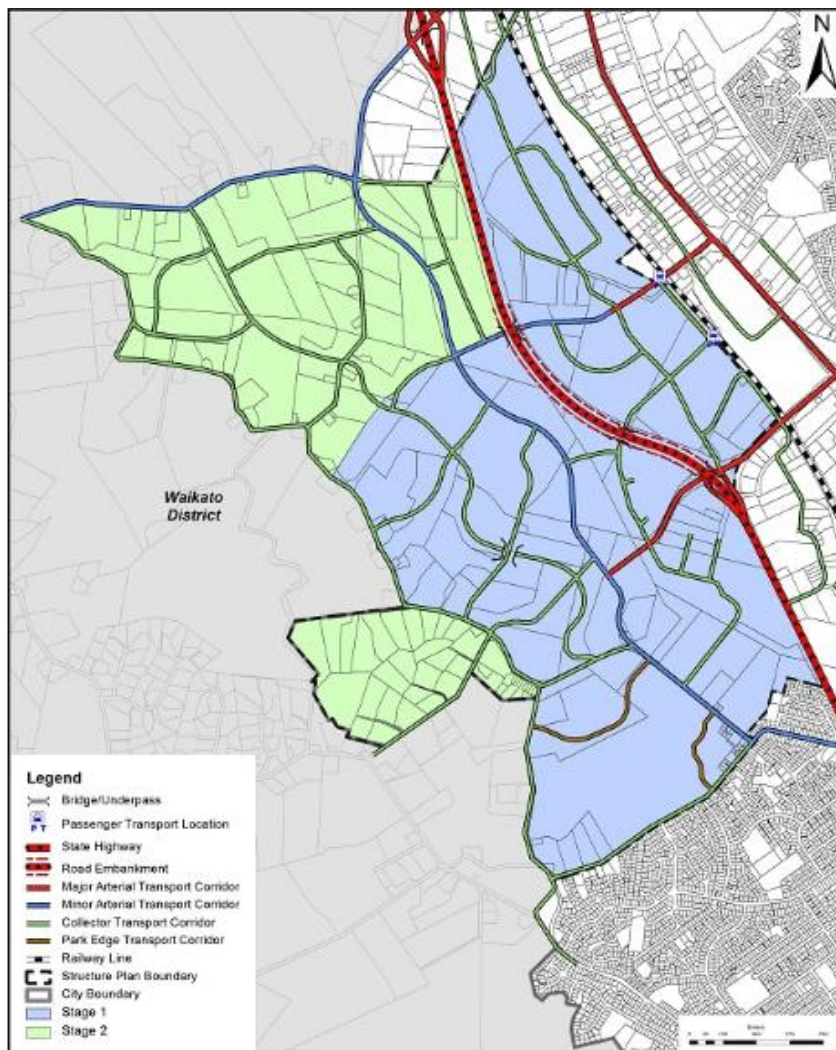 N
Waikato
District
Legend
Bridge/Underpass
P T
Passenger Transport Location
State Highway
Road Embankment
Major Arterial Transport Corridor
Minor Arterial Transport Corridor
Collector Transport Corridor
Park Edge Transport Corridor
Railway Line
Structure Plan Boundary
City Boundary
Stage 1
Stage 2